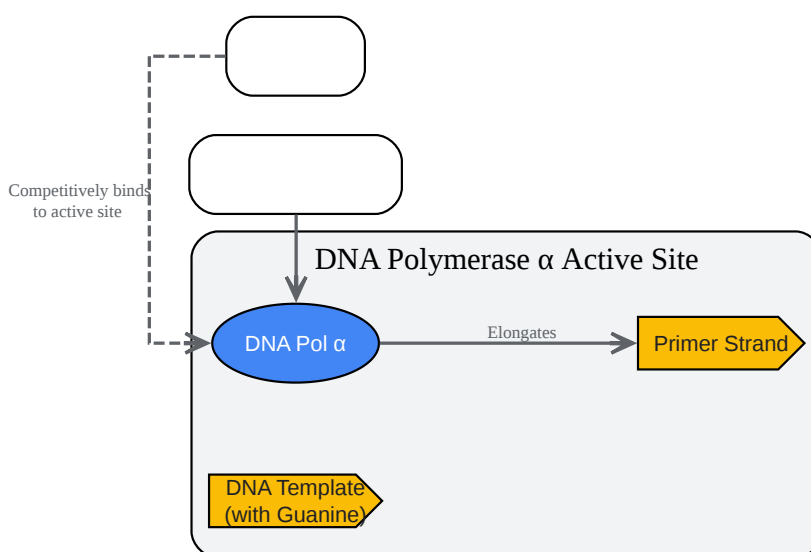 Competitively binds
to active site
DNA Polymerase α Active Site
DNA Pol α
Elongates
Primer Strand
DNA Template
(with Guanine)